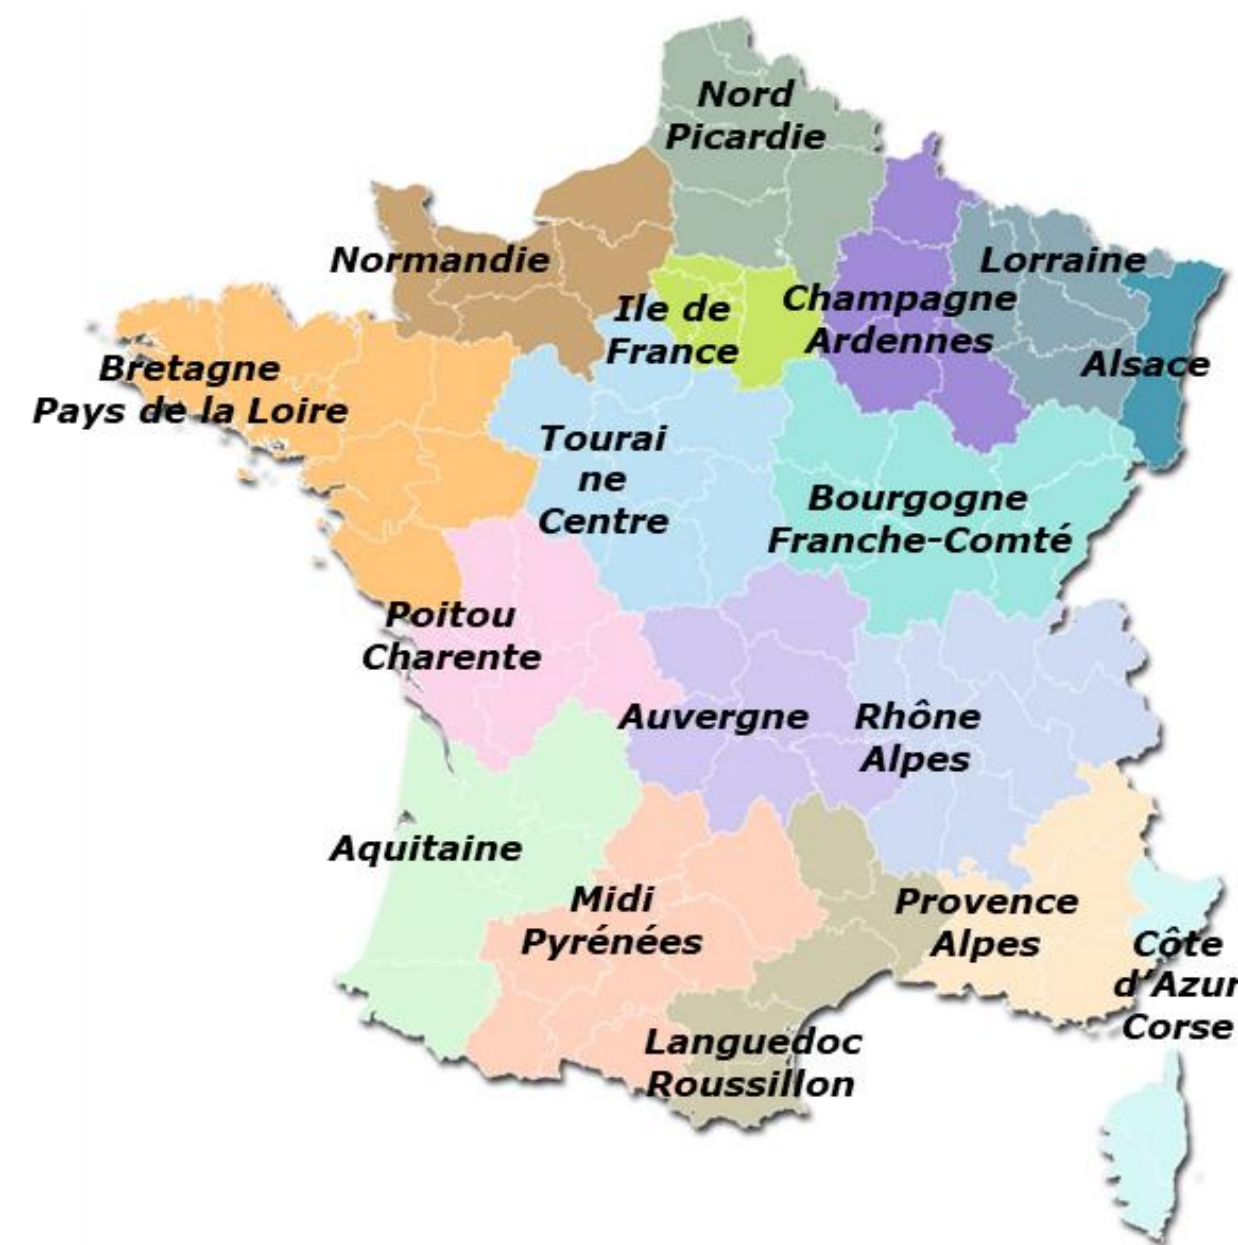 Nord
Picardie
Normandie
Lorraine
Ile de
France
Champagne
Ardennes
Alsace
Bretagne
Pays de la Loire
Tourai
ne
Centre
Bourgogne
Franche-Comté
Poitou
Charente
Auvergne
Rhône
Alpes
Aquitaine
Midi
Pyrénées
Provence
Alpes
Côte
d'Azur
Corse
Languedoc
Roussillon